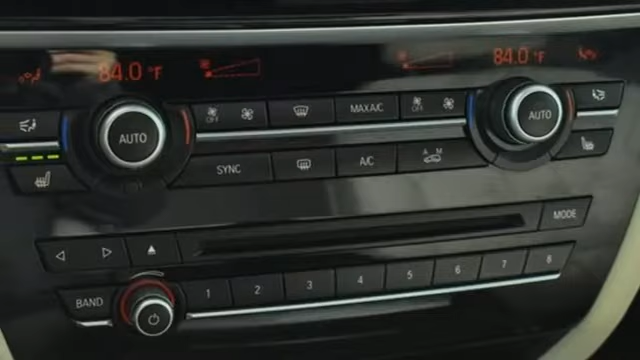 84.0 °F 84.0 °F
OFF MAX A/C OFF
AUTO AUTO
SYNC A/C A M
MODE
BAND 1 2 3 4 5 6 7 8